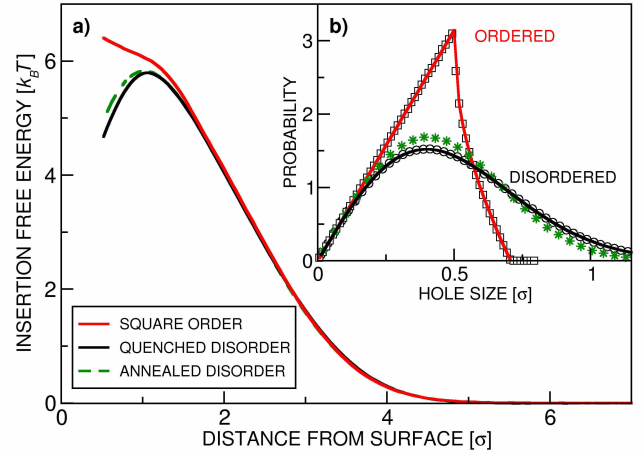 a)
b)
INSERTION FREE ENERGY [k_BT]
6
4
2
0
0
2
4
6
DISTANCE FROM SURFACE [σ]
SQUARE ORDER
QUENCHED DISORDER
ANNEALED DISORDER
PROBABILITY
3
2
1
0
0
0.5
1
HOLE SIZE [σ]
ORDERED
DISORDERED